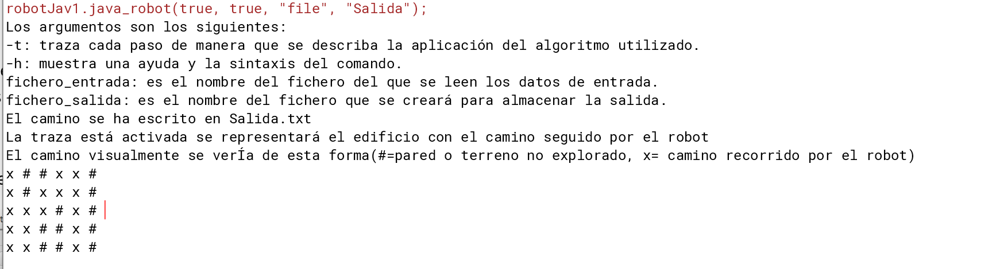 robotJav1.java_robot(true, true, "file", "Salida");
Los argumentos son los siguientes:
-t: traza cada paso de manera que se describa la aplicación del algoritmo utilizado.
-h: muestra una ayuda y la sintaxis del comando.
fichero_entrada: es el nombre del fichero del que se leen los datos de entrada.
fichero_salida: es el nombre del fichero que se creará para almacenar la salida.
El camino se ha escrito en Salida.txt
La traza está activada se representará el edificio con el camino seguido por el robot
El camino visualmente se verÍa de esta forma(#=pared o terreno no explorado, x= camino recorrido por el robot)
x # # x x #
x # x x x #
x x x # x #
x x # # x #
x x # # x #